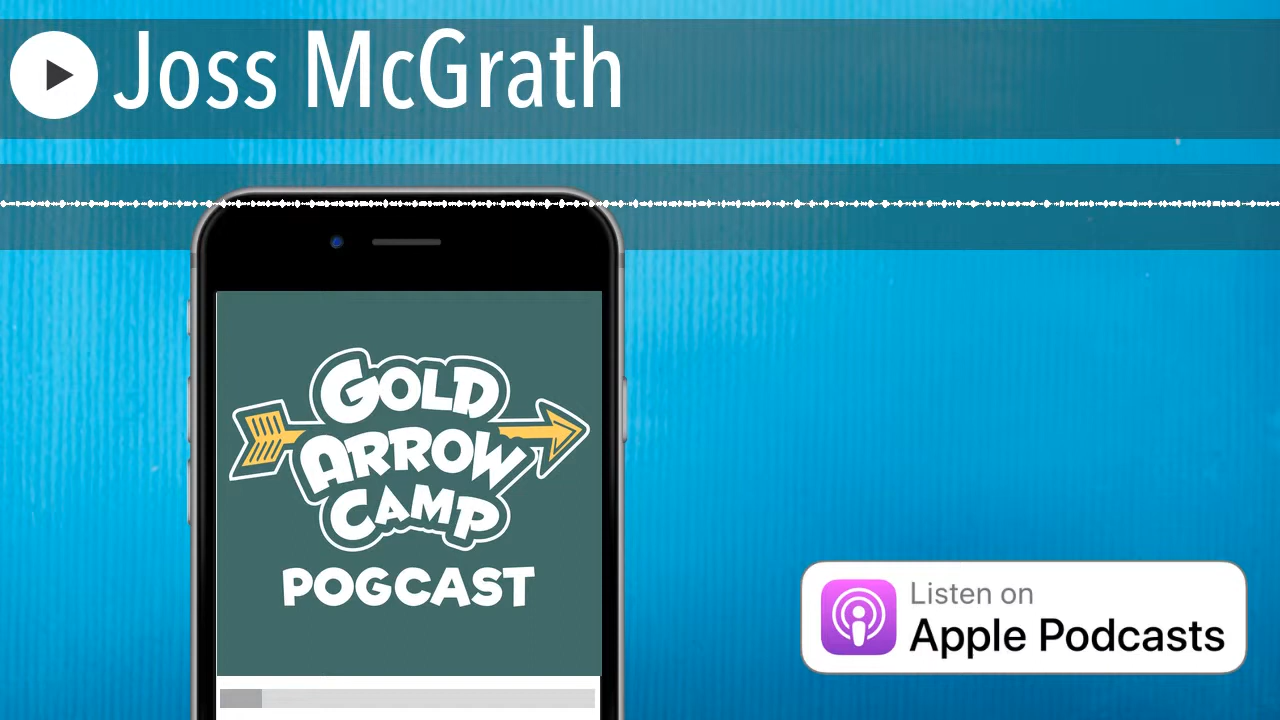 Joss McGrath
GOLD
ARROW
CAMP
POGCAST
Listen on
Apple Podcasts